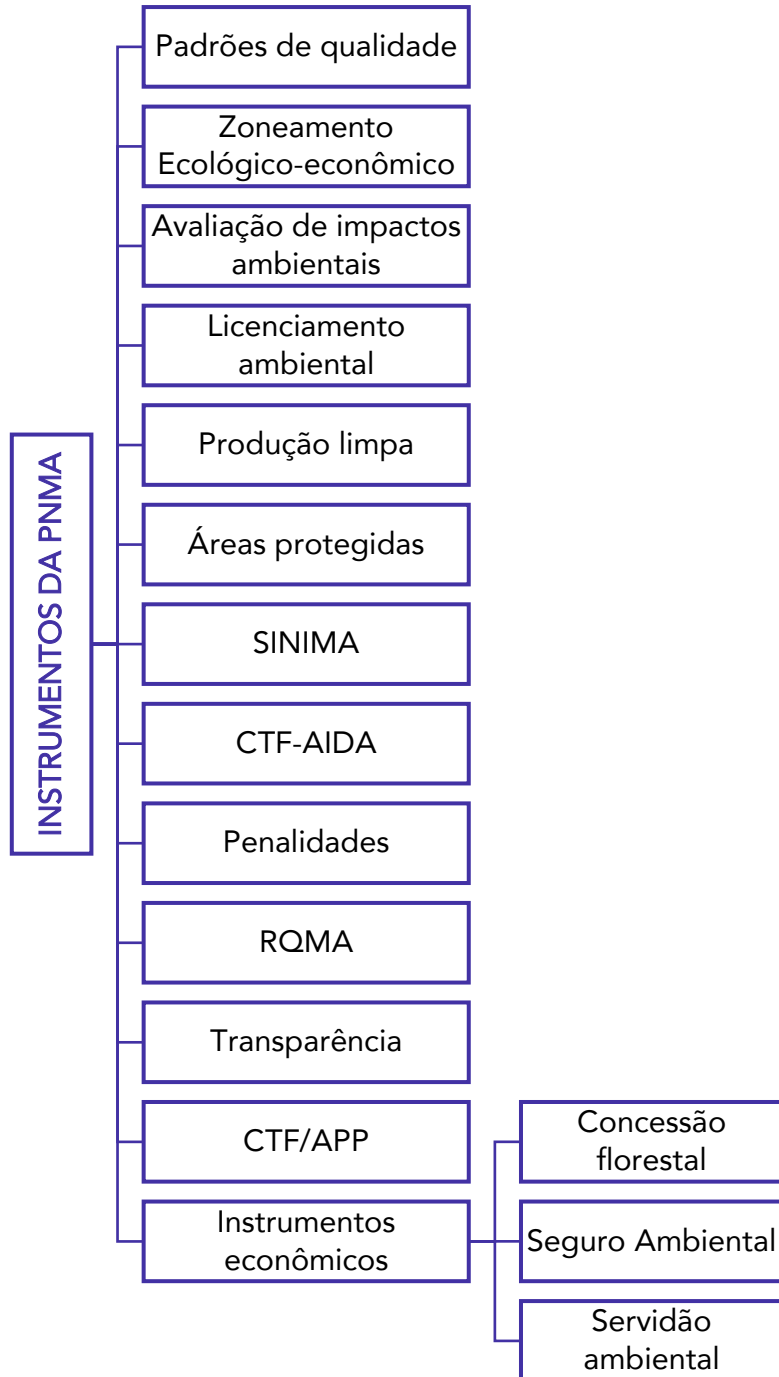 INSTRUMENTOS DA PNMA
Padrões de qualidade
Zoneamento
Ecológico-econômico
Avaliação de impactos
ambientais
Licenciamento
ambiental
Produção limpa
Áreas protegidas
SINIMA
CTF-AIDA
Penalidades
RQMA
Transparência
CTF/APP
Instrumentos
econômicos
Concessão
florestal
Seguro Ambiental
Servidão
ambiental